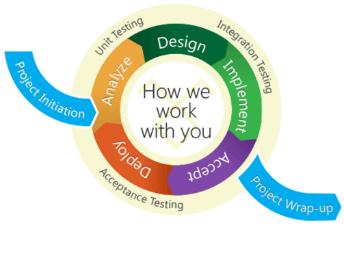 Project Initiation
Analyze
Unit Testing
Design
Integration Testing
Implement
Accept
Deploy
Acceptance Testing
How we
work
with you
Project Wrap-up